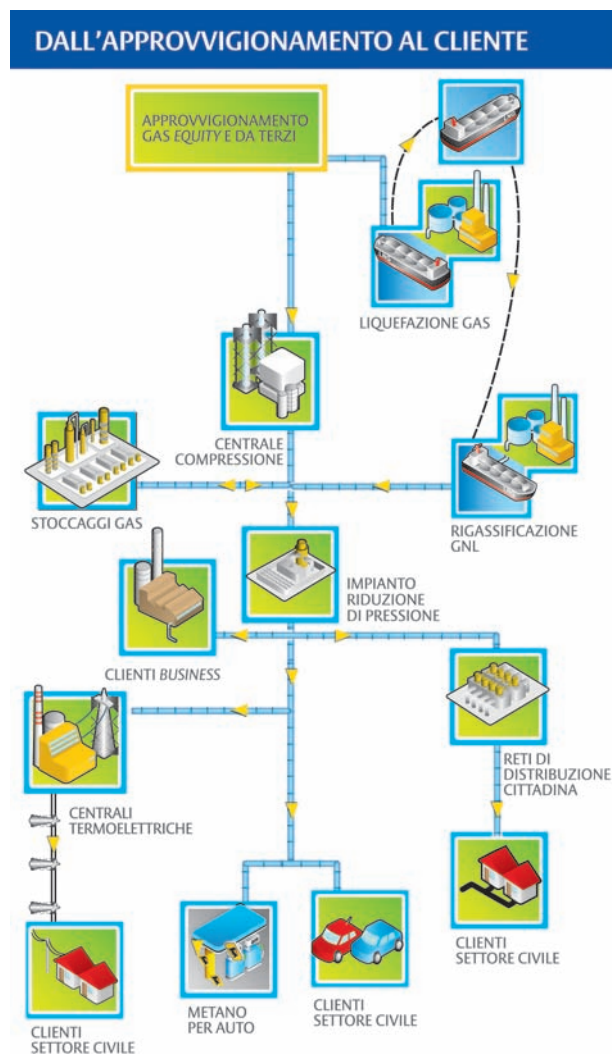 DALL'APPROVVIGIONAMENTO AL CLIENTE
APPROVVIGIONAMENTO
GAS EQUITY E DA TERZI
LIQUEFAZIONE GAS
CENTRALE
COMPRESSIONE
STOCCAGGI GAS
RIGASSIFICAZIONE
GNL
IMPIANTO
RIDUZIONE
DI PRESSIONE
CLIENTI BUSINESS
RETI DI
DISTRIBUZIONE
CITTADINA
CENTRALI
TERMOELETTRICHE
CLIENTI
SETTORE CIVILE
METANO
PER AUTO
CLIENTI
SETTORE CIVILE
CLIENTI
SETTORE CIVILE